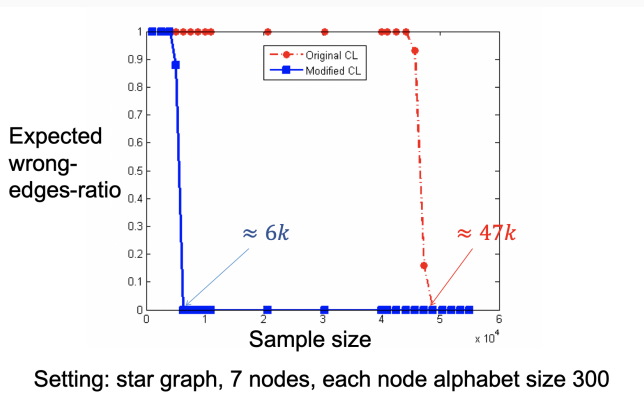 1
0.9
0.8
0.7
0.6
0.5
0.4
0.3
0.2
0.1
0
Expected
wrong-
edges-ratio
Original CL
Modified CL
≈ 6k
≈ 47k
0 1 2 3 4 5 6
Sample size
x 10⁴
Setting: star graph, 7 nodes, each node alphabet size 300